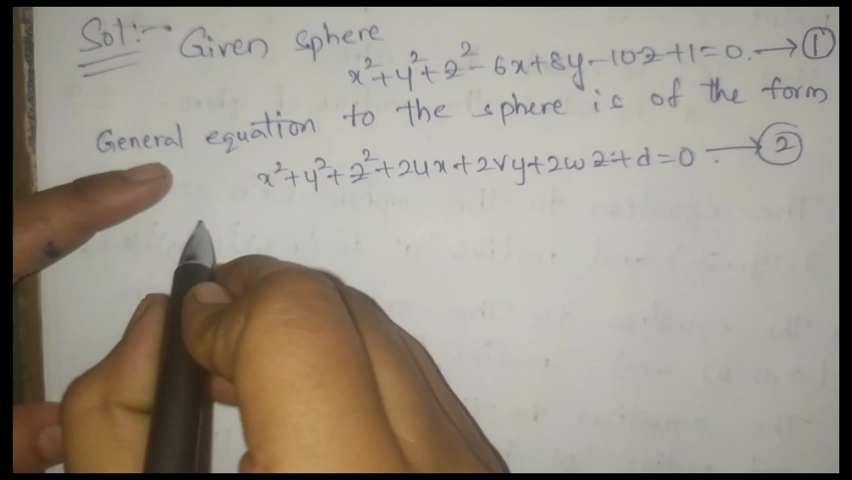 Sol:- Given sphere
x²+y²+z²-6x+8y-10z+1=0. → ①
General equation to the sphere is of the form
x²+y²+z²+2ux+2vy+2wz+d=0. → ②